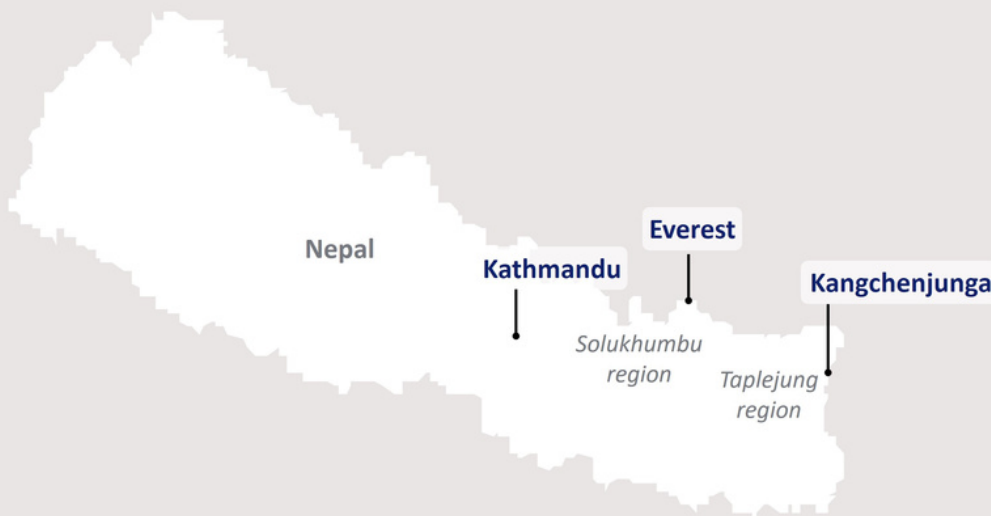 Nepal
Kathmandu
Everest
Kangchenjunga
Solukhumbu
region
Taplejung
region